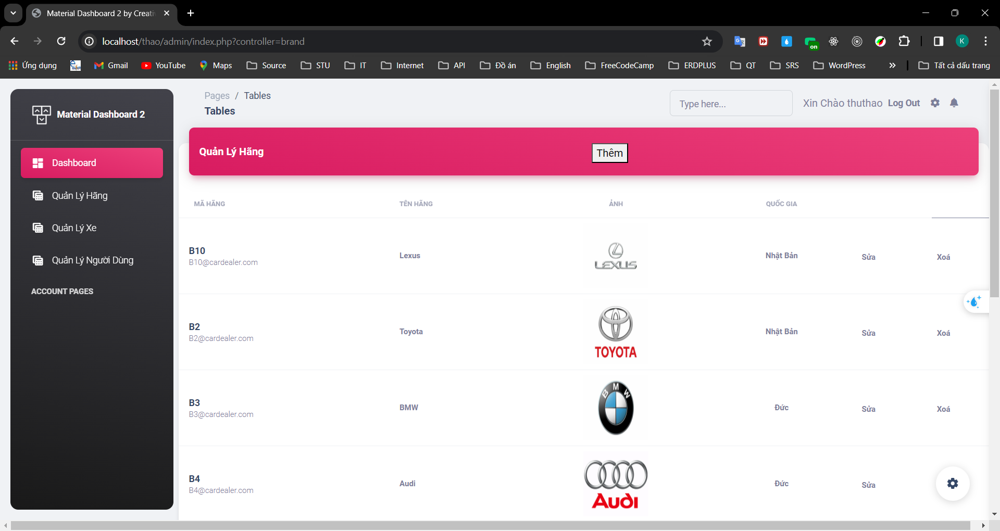 Material Dashboard 2 by Creati
localhost/thao/admin/index.php?controller=brand
on
K
Ứng dụng
Gmail
YouTube
Maps
Source
STU
IT
Internet
API
Đồ án
English
FreeCodeCamp
ERDPLUS
QT
SRS
WordPress
Tất cả dấu trang
Material Dashboard 2
Dashboard
Quản Lý Hãng
Quản Lý Xe
Quản Lý Người Dùng
ACCOUNT PAGES
Pages / Tables
Tables
Type here...
Xin Chào thuthao Log Out
Quản Lý Hãng
Thêm
MÃ HÃNG TÊN HÃNG ẢNH QUỐC GIA
B10
B10@cardealer.com
Lexus
LEXUS
Nhật Bản
Sửa
Xoá
B2
B2@cardealer.com
Toyota
TOYOTA
Nhật Bản
Sửa
Xoá
B3
B3@cardealer.com
BMW
BMW
Đức
Sửa
Xoá
B4
B4@cardealer.com
Audi
Audi
Đức
Sửa